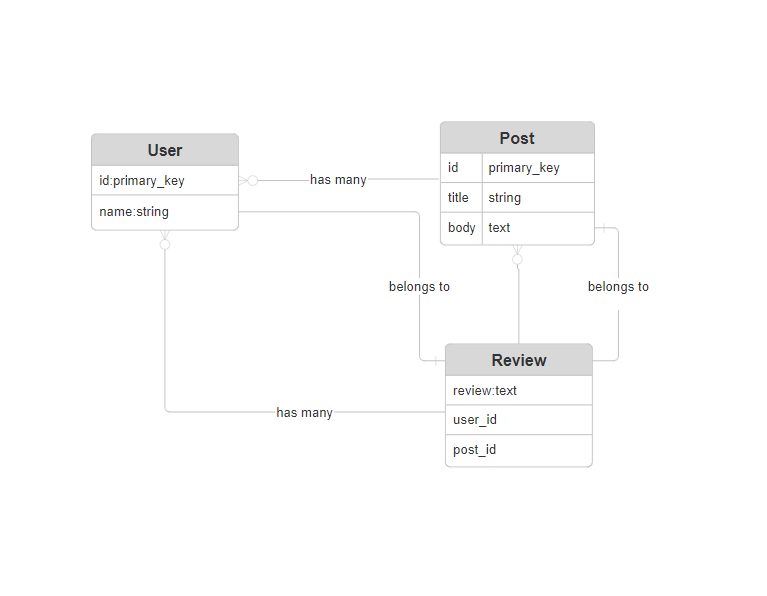 User
id:primary_key
name:string
has many
Post
id primary_key
title string
body text
belongs to
belongs to
Review
review:text
user_id
post_id
has many